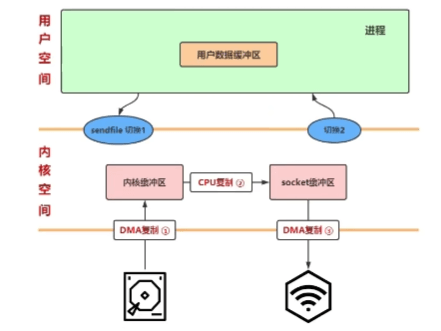 用户空间
进程
用户数据缓冲区
sendfile 切换1
切换2
内核空间
内核缓冲区
CPU复制 ②
socket缓冲区
DMA复制 ①
DMA复制 ③